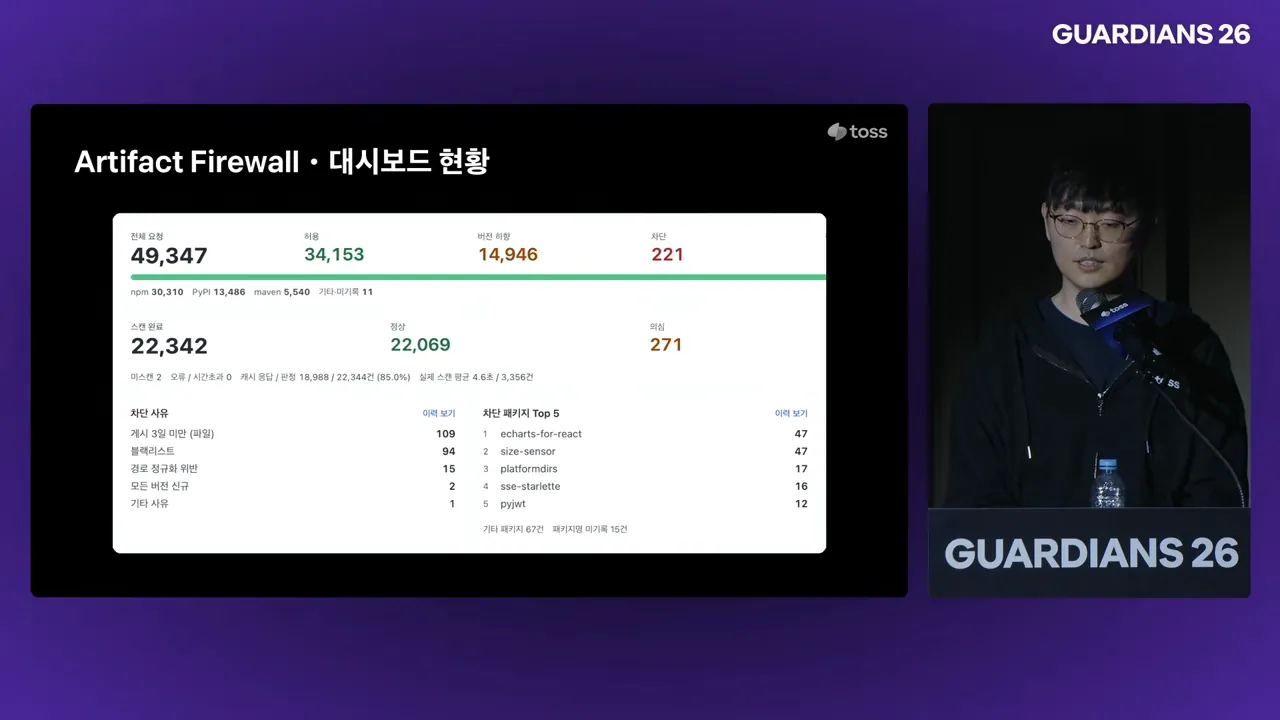 GUARDIANS 26
toss
Artifact Firewall · 대시보드 현황
전체 요청 허용 버전 하향 차단
49,347 34,153 14,946 221
npm 30,310 PyPI 13,486 maven 5,540 기타·미기록 11
스캔 완료 정상 의심
22,342 22,069 271
미스캔 2 오류 / 시간초과 0 캐시 응답 / 판정 18,988 / 22,344건 (85.0%) 실제 스캔 평균 4.6초 / 3,356건
차단 사유 이력 보기
게시 3일 미만 (파일) 109
블랙리스트 94
경로 정규화 위반 15
모든 버전 신규 2
기타 사유 1
차단 패키지 Top 5 이력 보기
1 echarts-for-react 47
2 size-sensor 47
3 platformdirs 17
4 sse-starlette 16
5 pyjwt 12
기타 패키지 67건 패키지명 미기록 15건
toss
GUARDIANS 26